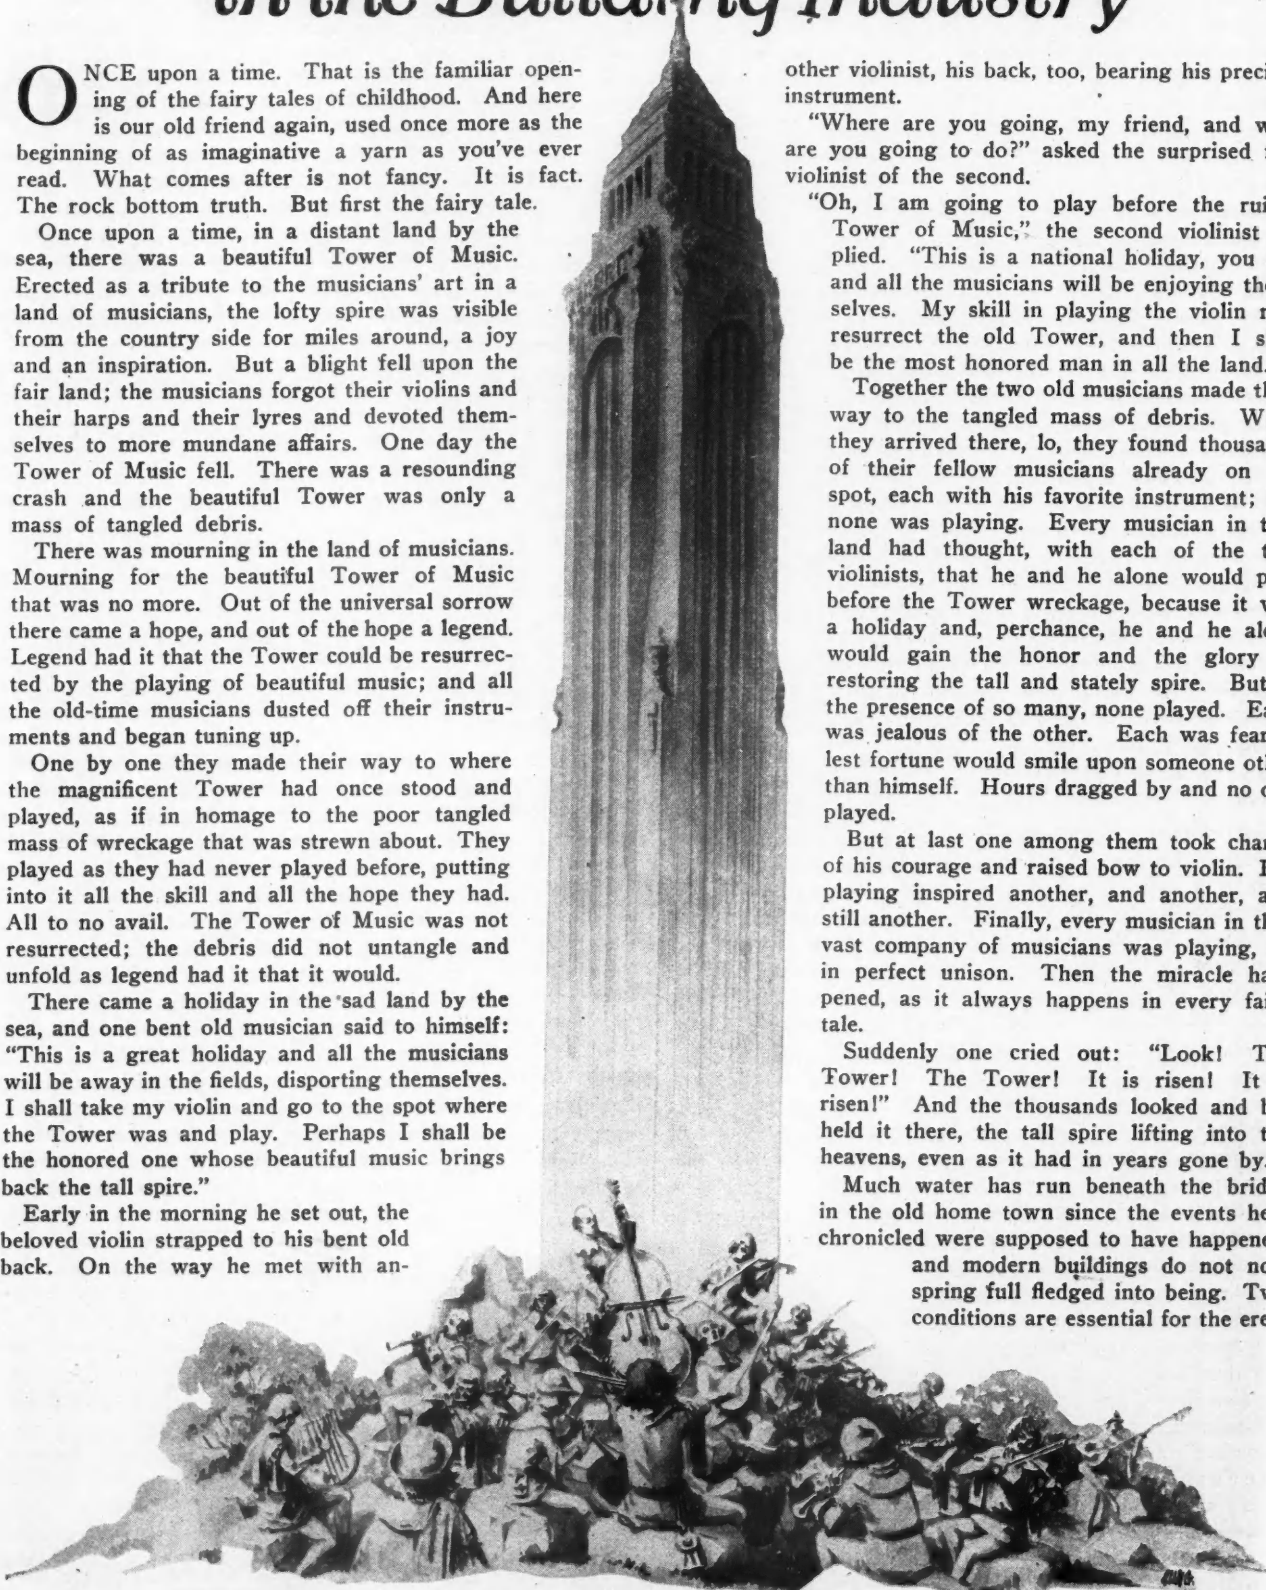 in the Building Industry
ONCE upon a time. That is the familiar open-
ing of the fairy tales of childhood. And here
is our old friend again, used once more as the
beginning of as imaginative a yarn as you've ever
read. What comes after is not fancy. It is fact.
The rock bottom truth. But first the fairy tale.
Once upon a time, in a distant land by the
sea, there was a beautiful Tower of Music.
Erected as a tribute to the musicians' art in a
land of musicians, the lofty spire was visible
from the country side for miles around, a joy
and an inspiration. But a blight fell upon the
fair land; the musicians forgot their violins and
their harps and their lyres and devoted them-
selves to more mundane affairs. One day the
Tower of Music fell. There was a resounding
crash and the beautiful Tower was only a
mass of tangled debris.
There was mourning in the land of musicians.
Mourning for the beautiful Tower of Music
that was no more. Out of the universal sorrow
there came a hope, and out of the hope a legend.
Legend had it that the Tower could be resurrec-
ted by the playing of beautiful music; and all
the old-time musicians dusted off their instru-
ments and began tuning up.
One by one they made their way to where
the magnificent Tower had once stood and
played, as if in homage to the poor tangled
mass of wreckage that was strewn about. They
played as they had never played before, putting
into it all the skill and all the hope they had.
All to no avail. The Tower of Music was not
resurrected; the debris did not untangle and
unfold as legend had it that it would.
There came a holiday in the sad land by the
sea, and one bent old musician said to himself:
"This is a great holiday and all the musicians
will be away in the fields, disporting themselves.
I shall take my violin and go to the spot where
the Tower was and play. Perhaps I shall be
the honored one whose beautiful music brings
back the tall spire."
Early in the morning he set out, the
beloved violin strapped to his bent old
back. On the way he met with an-
other violinist, his back, too, bearing his preci
instrument.
"Where are you going, my friend, and w
are you going to do?" asked the surprised
violinist of the second.
"Oh, I am going to play before the rui
Tower of Music," the second violinist
plied. "This is a national holiday, you
and all the musicians will be enjoying the
selves. My skill in playing the violin
resurrect the old Tower, and then I s
be the most honored man in all the land.
Together the two old musicians made th
way to the tangled mass of debris. W
they arrived there, lo, they found thousa
of their fellow musicians already on
spot, each with his favorite instrument;
none was playing. Every musician in t
land had thought, with each of the t
violinists, that he and he alone would p
before the Tower wreckage, because it w
a holiday and, perchance, he and he alo
would gain the honor and the glory
restoring the tall and stately spire. But
the presence of so many, none played. Ea
was jealous of the other. Each was fear
lest fortune would smile upon someone oth
than himself. Hours dragged by and no o
played.
But at last one among them took char
of his courage and raised bow to violin. H
playing inspired another, and another, a
still another. Finally, every musician in th
vast company of musicians was playing,
in perfect unison. Then the miracle ha
pened, as it always happens in every fai
tale.
Suddenly one cried out: "Look! T
Tower! The Tower! It is risen! It
risen!" And the thousands looked and b
held it there, the tall spire lifting into t
heavens, even as it had in years gone by.
Much water has run beneath the brid
in the old home town since the events he
chronicled were supposed to have happene
and modern buildings do not no
spring full fledged into being. Tw
conditions are essential for the ere